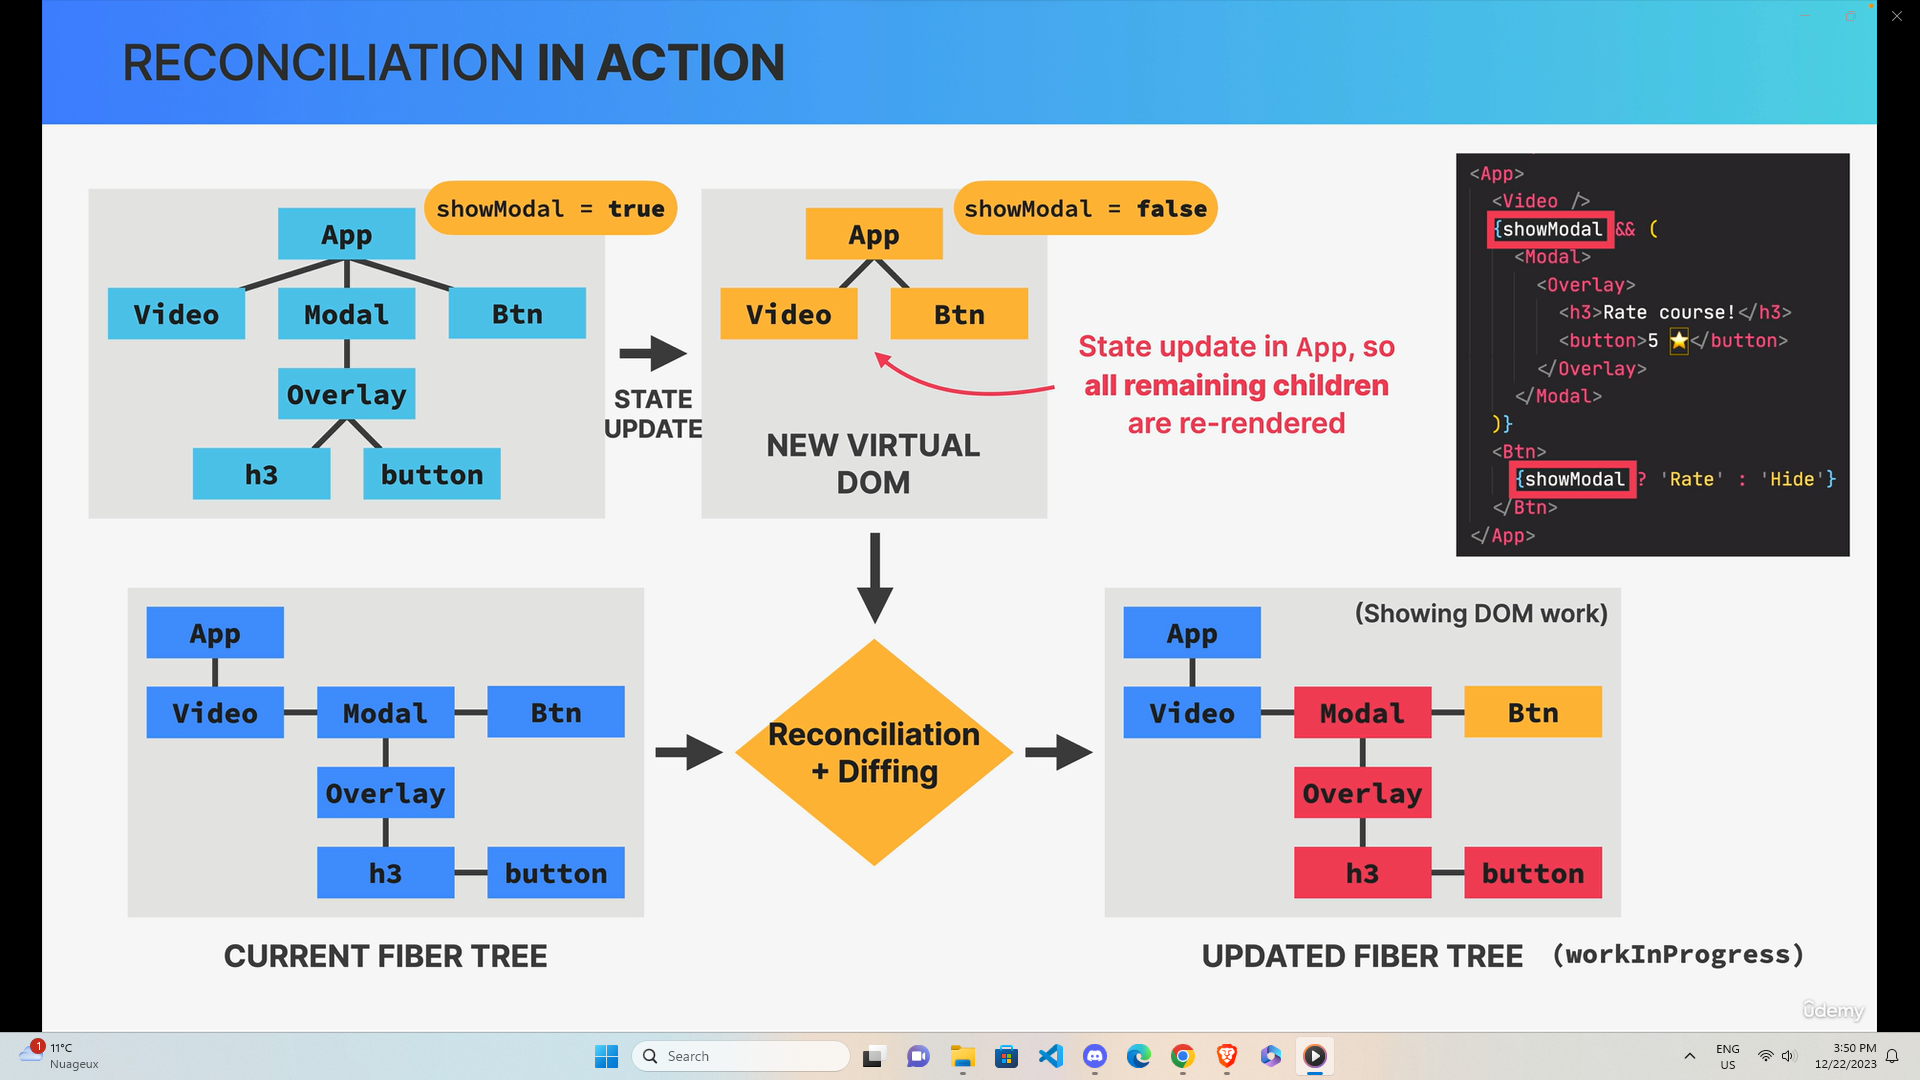 RECONCILIATION IN ACTION
showModal = true
App
Video Modal Btn
Overlay
h3 button
STATE
UPDATE
showModal = false
App
Video Btn
NEW VIRTUAL
DOM
State update in App, so
all remaining children
are re-rendered
<App>
<Video />
{showModal && (
<Modal>
<Overlay>
<h3>Rate course!</h3>
<button>5 ⭐</button>
</Overlay>
</Modal>
)}
<Btn>
{showModal ? 'Rate' : 'Hide'}
</Btn>
</App>
App
Video Modal Btn
Overlay
h3 button
CURRENT FIBER TREE
Reconciliation
+ Diffing
(Showing DOM work)
App
Video Modal Btn
Overlay
h3 button
UPDATED FIBER TREE (workInProgress)
ûdemy
1
11°C
Nuageux
Search
ENG
US
3:50 PM
12/22/2023